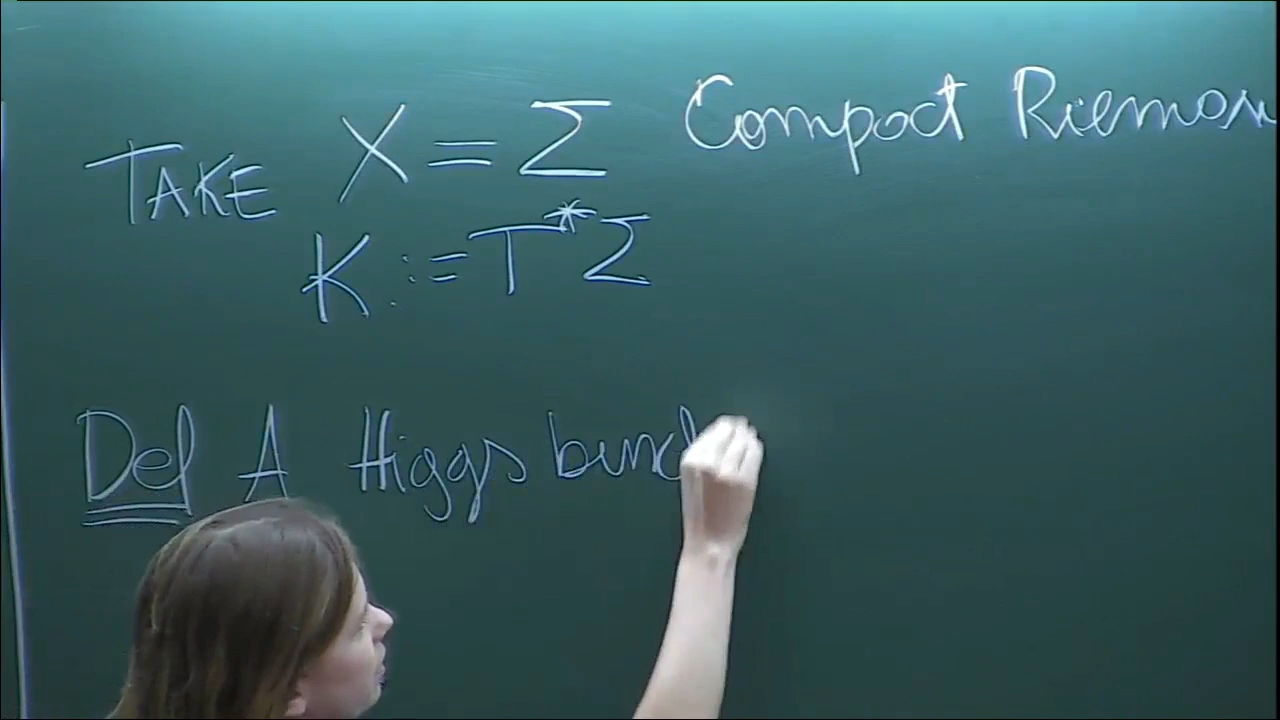 TAKE X = Σ Compact Rieman
K := T*Σ
Def A Higgs bund